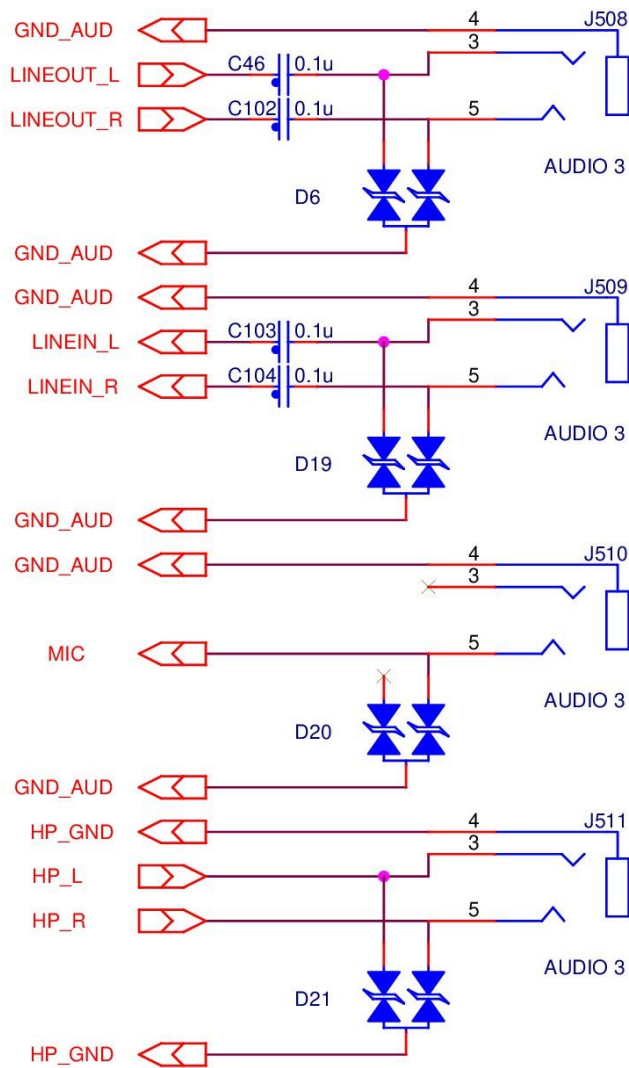 GND_AUD 4 J508
3
LINEOUT_L C46 0.1u
LINEOUT_R C102 0.1u 5
AUDIO 3
D6
GND_AUD
GND_AUD 4 J509
3
LINEIN_L C103 0.1u
LINEIN_R C104 0.1u 5
AUDIO 3
D19
GND_AUD
GND_AUD 4 J510
3
MIC 5
AUDIO 3
D20
GND_AUD
HP_GND 4 J511
3
HP_L
HP_R 5
AUDIO 3
D21
HP_GND